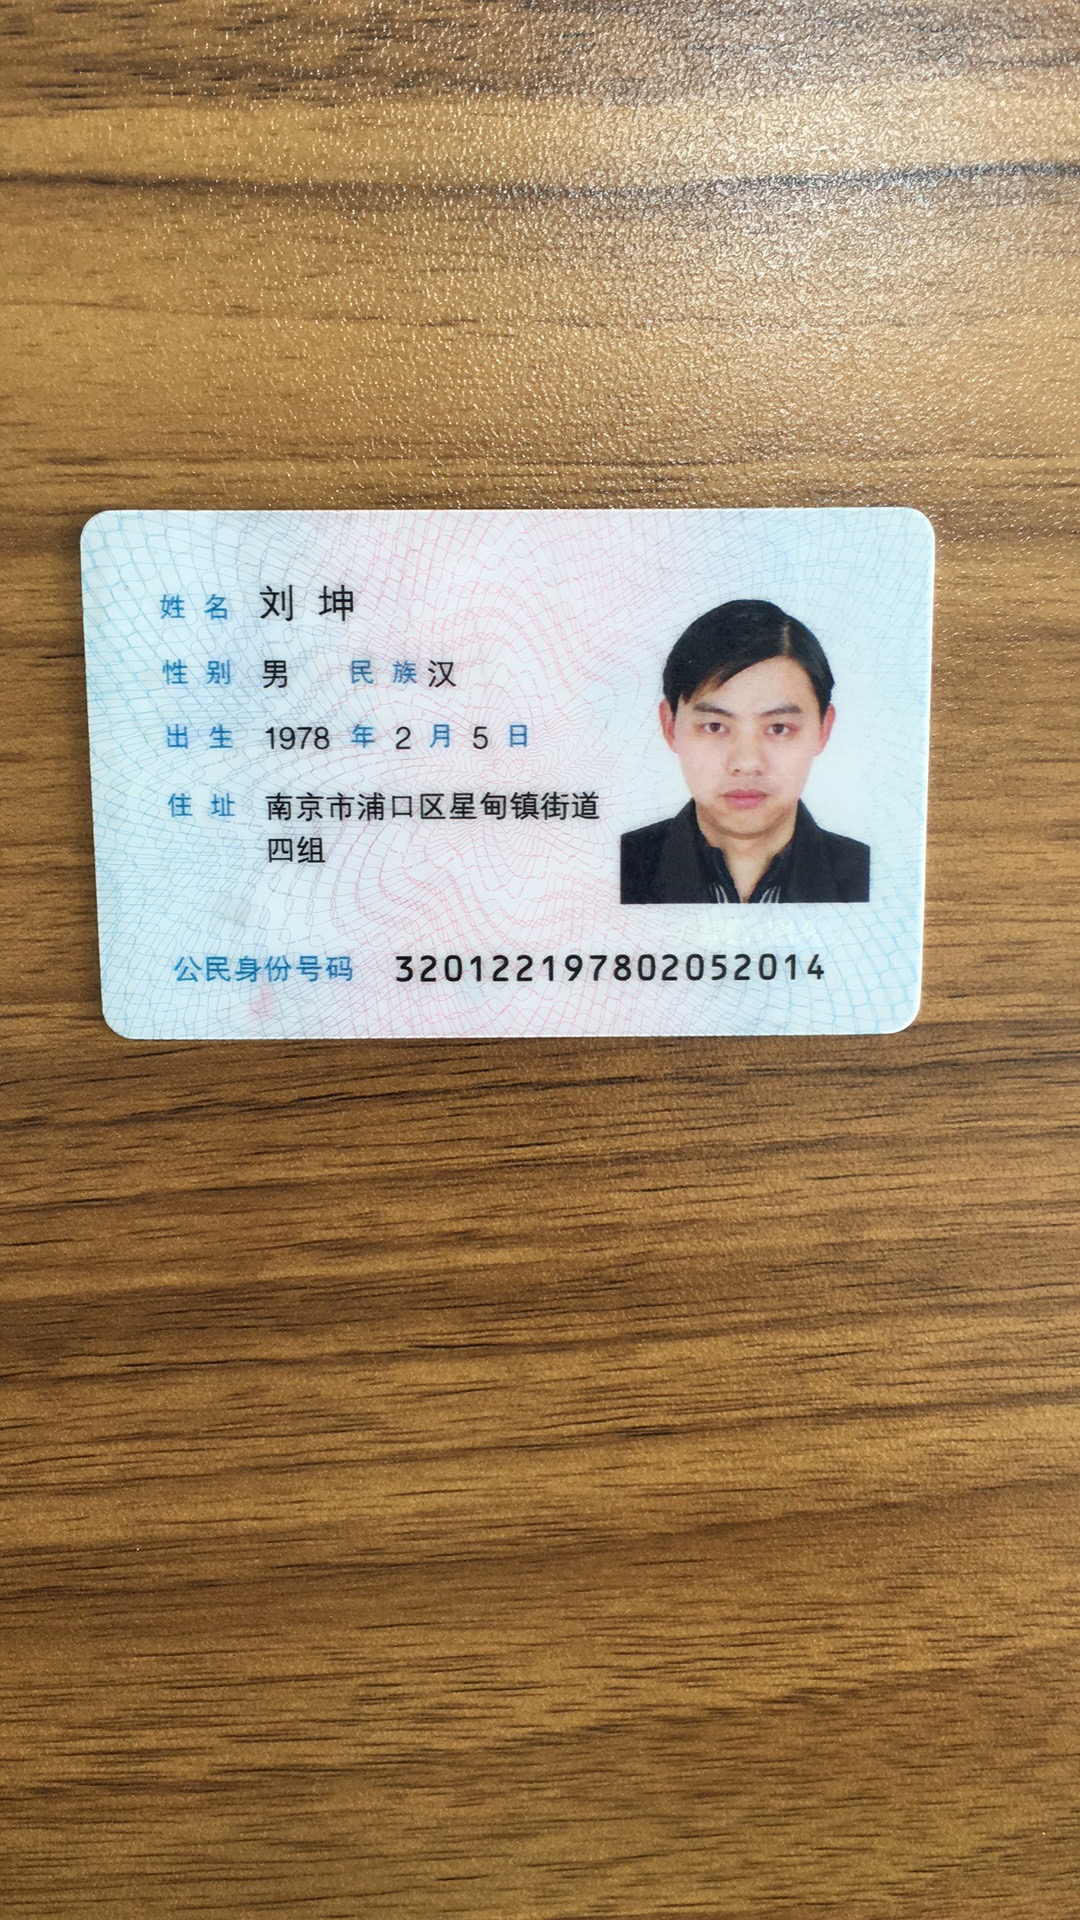 姓名 刘坤
性别 男 民族 汉
出生 1978 年 2 月 5 日
住址 南京市浦口区星甸镇街道
四组
公民身份号码 320122197802052014